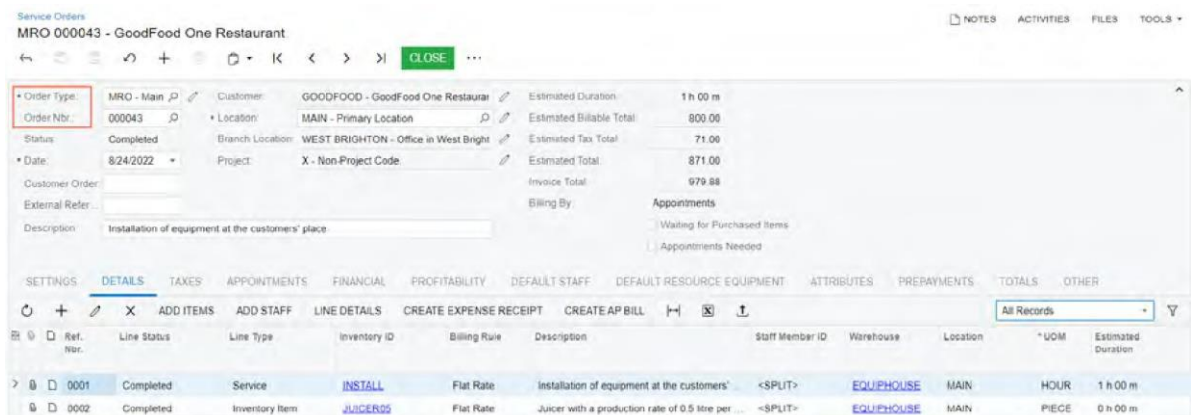 Service Orders
NOTES ACTIVITIES FILES TOOLS
MRO 000043 - GoodFood One Restaurant
CLOSE ...
* Order Type: MRO - Main Customer: GOODFOOD - GoodFood One Restaurar Estimated Duration: 1 h 00 m
Order Nbr.: 000043 * Location: MAIN - Primary Location Estimated Billable Total: 800.00
Status: Completed Branch Location: WEST BRIGHTON - Office in West Bright Estimated Tax Total: 71.00
* Date: 8/24/2022 Project: X - Non-Project Code. Estimated Total: 871.00
Customer Order: Invoice Total: 979.88
External Refer... Billing By: Appointments
Description: Installation of equipment at the customers' place Waiting for Purchased Items
Appointments Needed
SETTINGS DETAILS TAXES APPOINTMENTS FINANCIAL PROFITABILITY DEFAULT STAFF DEFAULT RESOURCE EQUIPMENT ATTRIBUTES PREPAYMENTS TOTALS OTHER
ADD ITEMS ADD STAFF LINE DETAILS CREATE EXPENSE RECEIPT CREATE AP BILL All Records
Ref. Nbr. Line Status Line Type Inventory ID Billing Rule Description Staff Member ID Warehouse Location * UOM Estimated Duration
0001 Completed Service INSTALL Flat Rate Installation of equipment at the customers' ... <SPLIT> EQUIPHOUSE MAIN HOUR 1 h 00 m
0002 Completed Inventory Item JUICER05 Flat Rate Juicer with a production rate of 0.5 litre per ... <SPLIT> EQUIPHOUSE MAIN PIECE 0 h 00 m